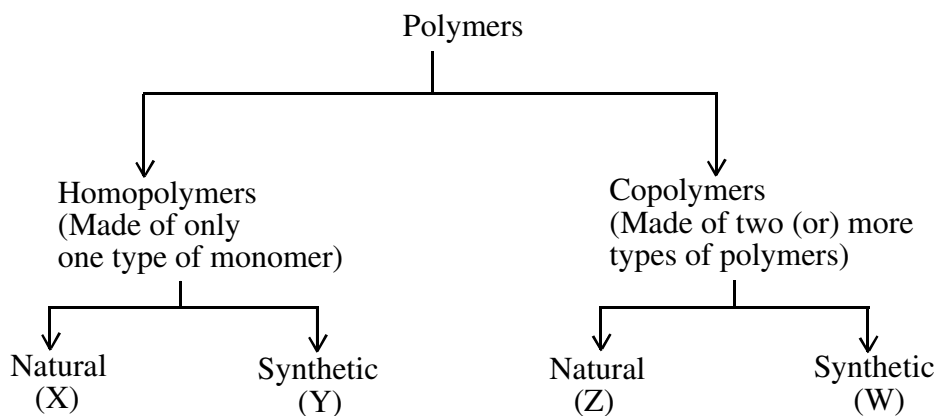 Polymers
Homopolymers
(Made of only
one type of monomer)
Copolymers
(Made of two (or) more
types of polymers)
Natural
(X)
Synthetic
(Y)
Natural
(Z)
Synthetic
(W)